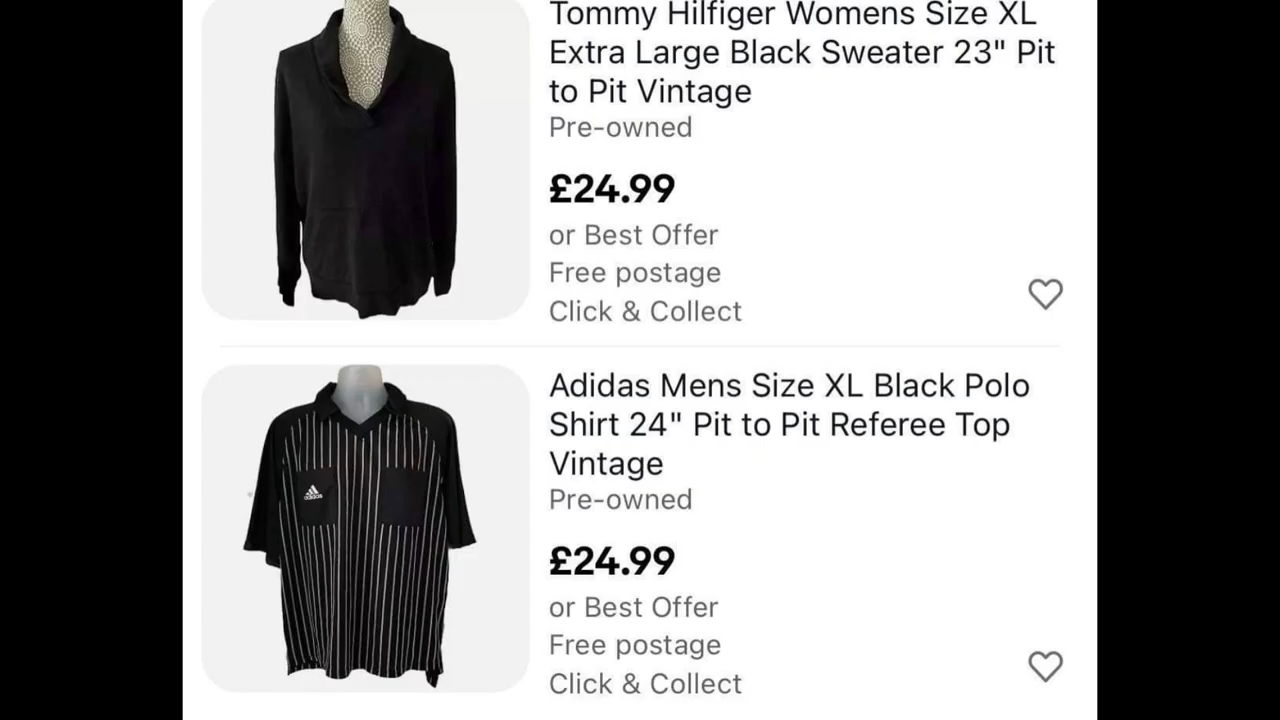 Tommy Hilfiger Womens Size XL
Extra Large Black Sweater 23" Pit
to Pit Vintage
Pre-owned
£24.99
or Best Offer
Free postage
Click & Collect
Adidas Mens Size XL Black Polo
Shirt 24" Pit to Pit Referee Top
Vintage
Pre-owned
£24.99
or Best Offer
Free postage
Click & Collect
adidas